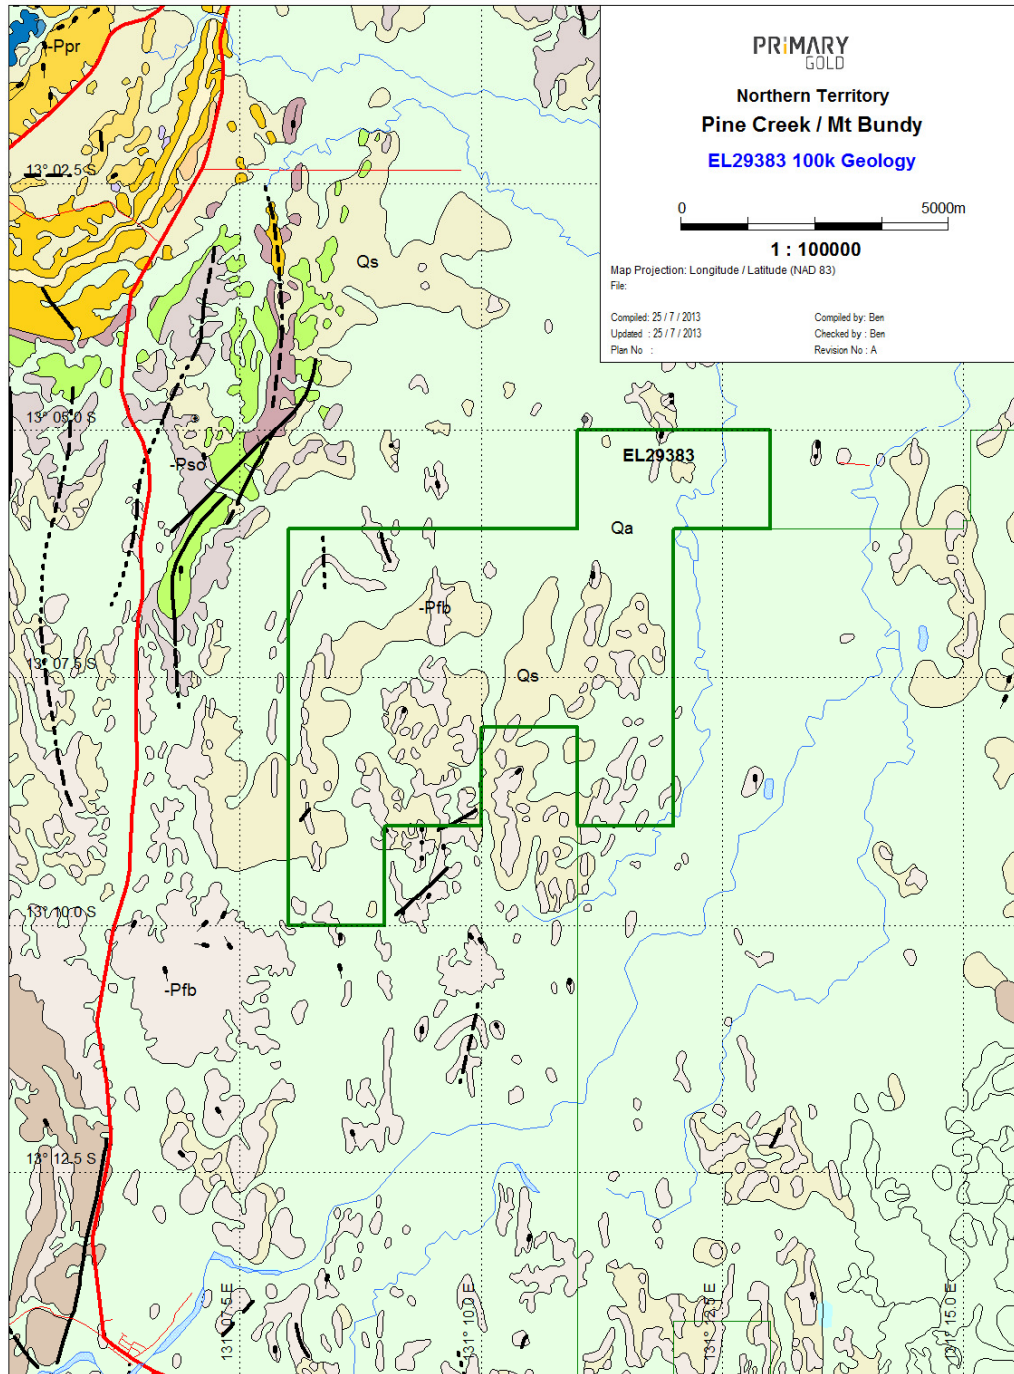 PRiMARY
GOLD
Northern Territory
Pine Creek / Mt Bundy
EL29383 100k Geology
0 5000m
1 : 100000
Map Projection: Longitude / Latitude (NAD 83)
File:
Compiled: 25 / 7 / 2013 Compiled by: Ben
Updated : 25 / 7 / 2013 Checked by : Ben
Plan No : Revision No : A
-Ppr
13° 02.5 S
Qs
13° 05.0 S
EL29383
-Pso
Qa
-Pfb
13° 07.5 S
Qs
13° 10.0 S
-Pfb
13° 12.5 S
131° 07.5 E
131° 10.0 E
131° 12.5 E
131° 15.0 E